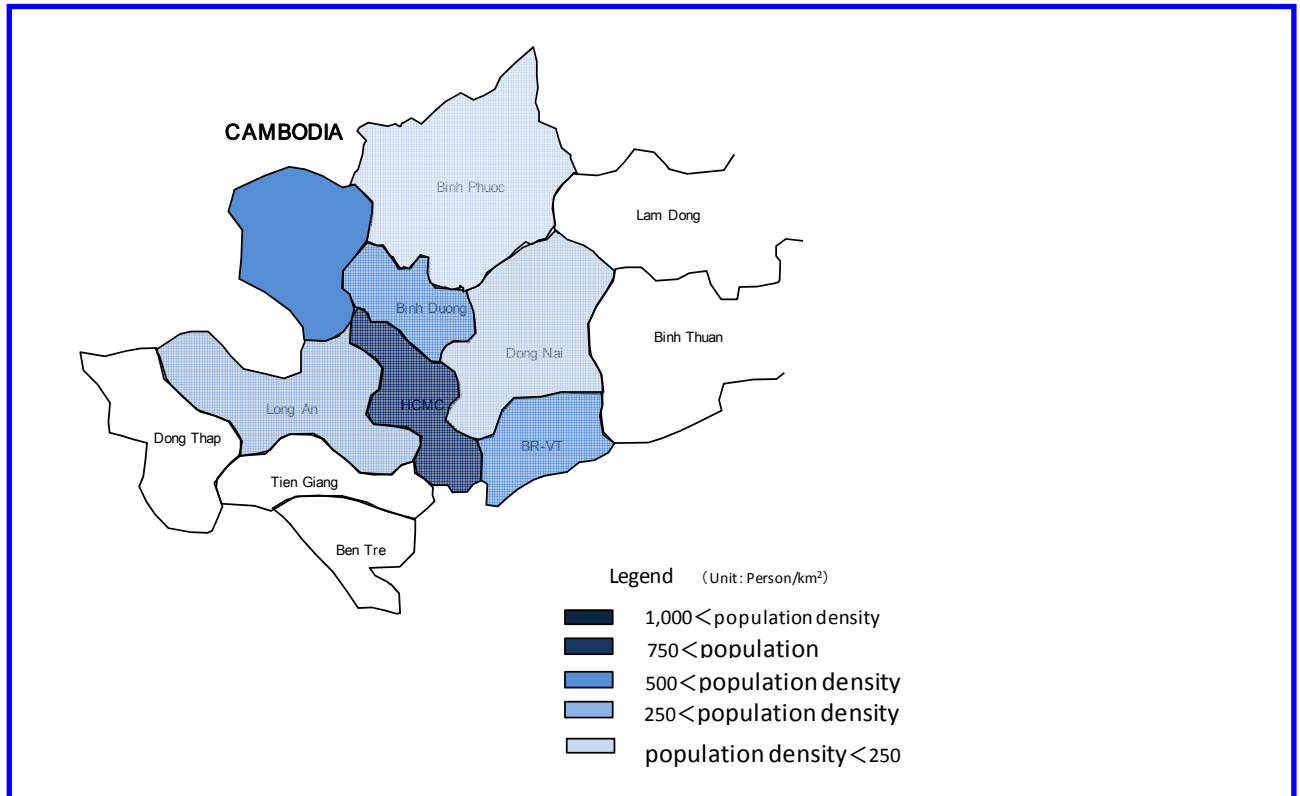 CAMBODIA
Binh Phuoc
Lam Dong
Binh Duong
Binh Thuan
Dong Nai
Long An
HCMC
Dong Thap
BR-VT
Tien Giang
Ben Tre
Legend (Unit: Person/km²)
1,000<population density
750<population
500<population density
250<population density
population density<250